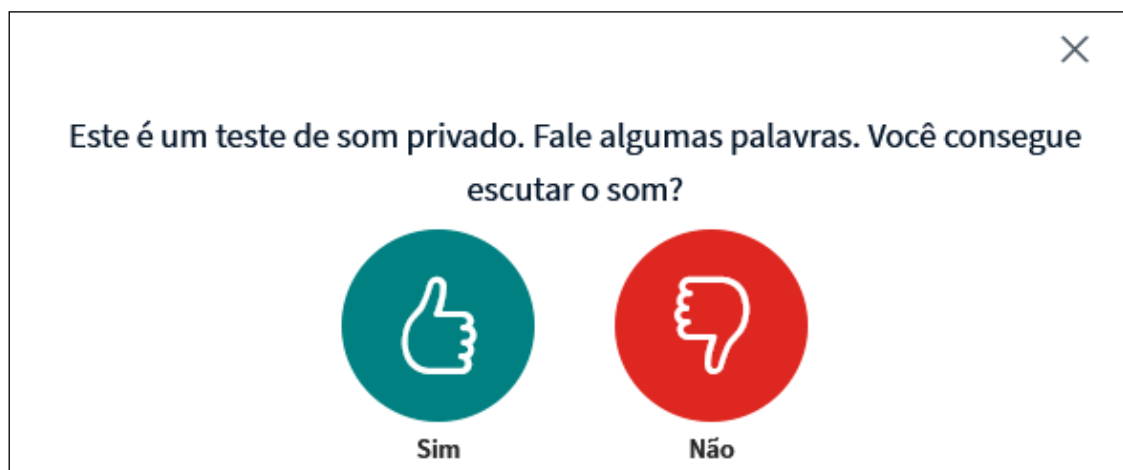 Este é um teste de som privado. Fale algumas palavras. Você consegue
escutar o som?
Sim
Não